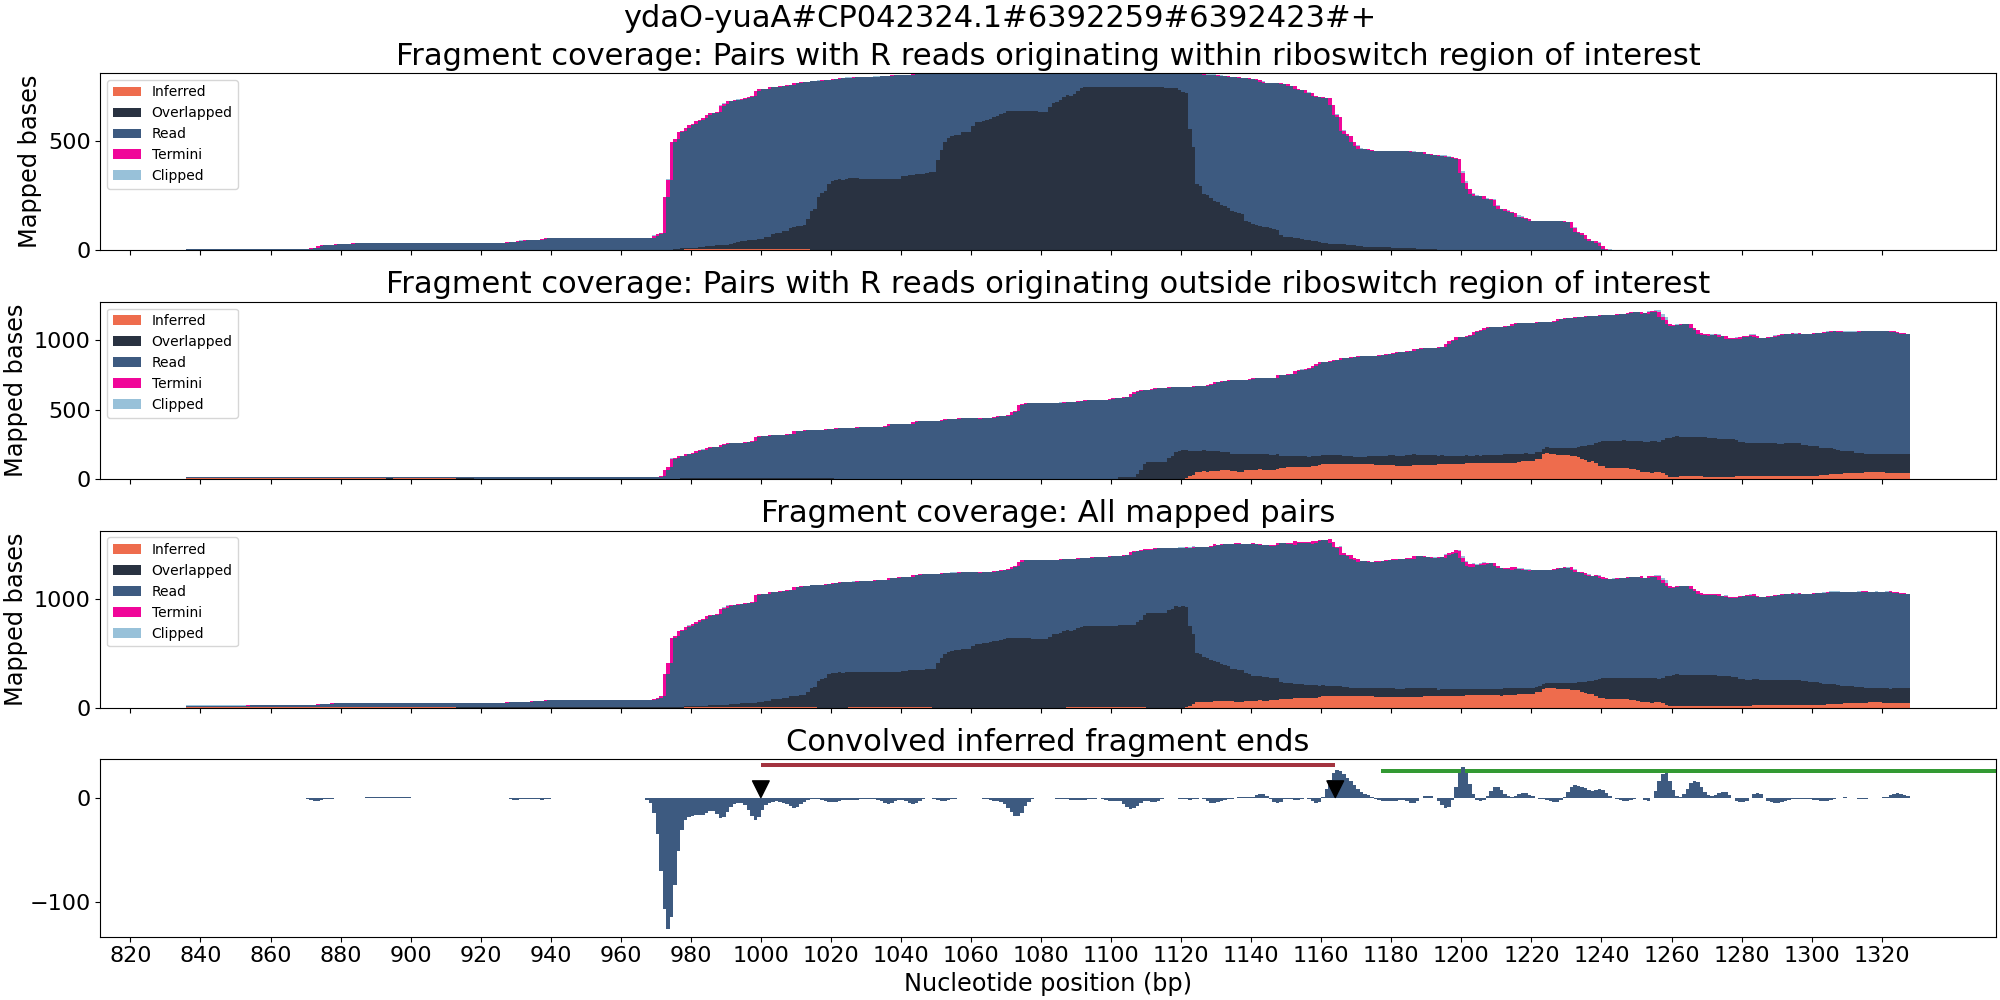 ydaO-yuaA#CP042324.1#6392259#6392423#+
Fragment coverage: Pairs with R reads originating within riboswitch region of interest
Mapped bases
500
0
Inferred
Overlapped
Read
Termini
Clipped
Fragment coverage: Pairs with R reads originating outside riboswitch region of interest
Mapped bases
1000
500
0
Inferred
Overlapped
Read
Termini
Clipped
Fragment coverage: All mapped pairs
Mapped bases
1000
0
Inferred
Overlapped
Read
Termini
Clipped
Convolved inferred fragment ends
0
−100
820 840 860 880 900 920 940 960 980 1000 1020 1040 1060 1080 1100 1120 1140 1160 1180 1200 1220 1240 1260 1280 1300 1320
Nucleotide position (bp)